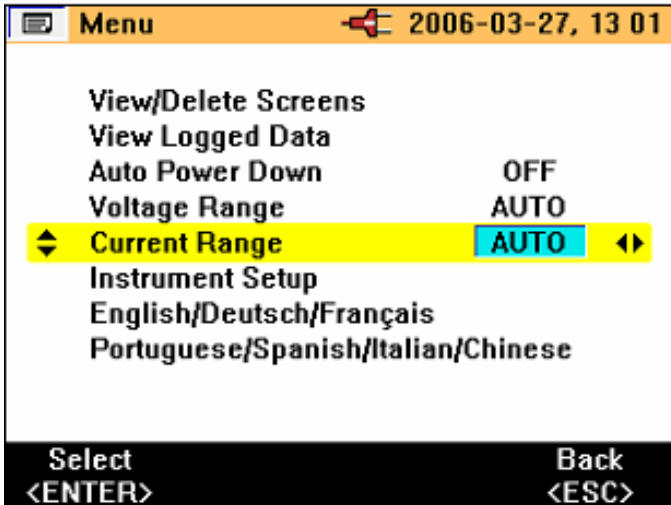 Menu 2006-03-27, 13 01
View/Delete Screens
View Logged Data
Auto Power Down OFF
Voltage Range AUTO
Current Range AUTO
Instrument Setup
English/Deutsch/Français
Portuguese/Spanish/Italian/Chinese
Select Back
<ENTER> <ESC>